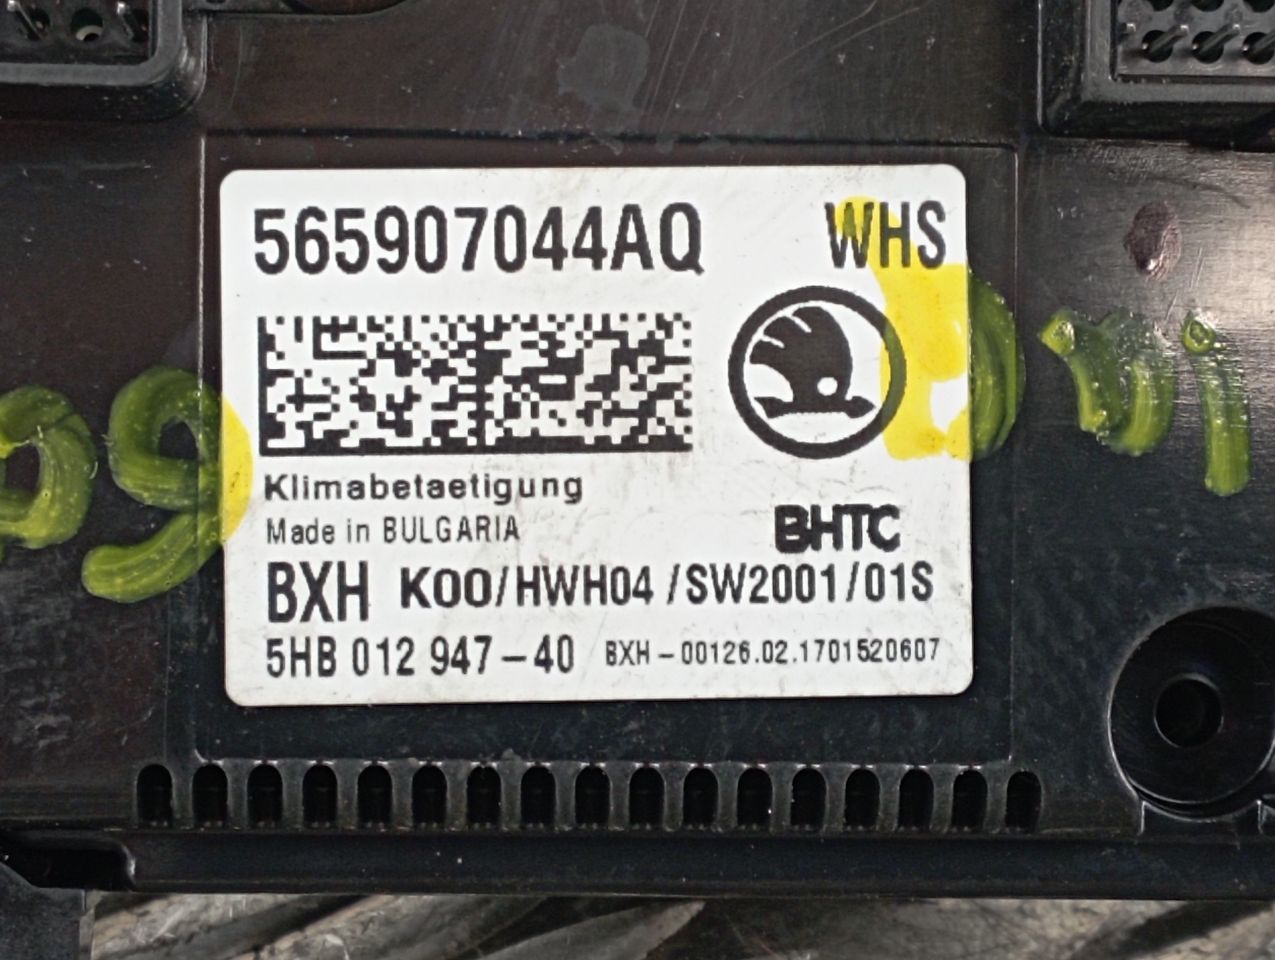 565907044AQ WHS
Klimabetaetigung
Made in BULGARIA
BHTC
BXH K00/HWH04/SW2001/01S
5HB 012 947-40 BXH-00126.02.1701520607